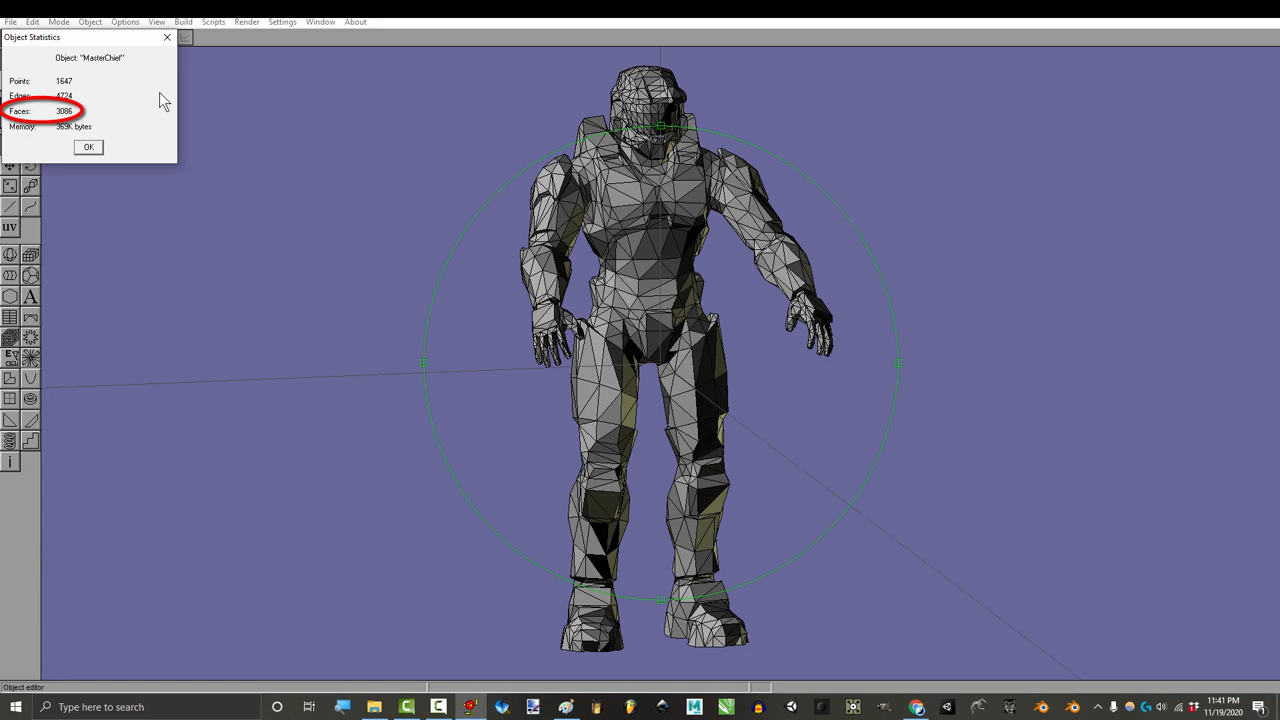 File Edit Mode Object Options View Build Scripts Render Settings Window About
Object Statistics
Object: "MasterChief"
Points: 1647
Edges: 4724
Faces: 3086
Memory: 369K bytes
OK
uv
A
E
i
Object editor
Type here to search
11:41 PM
11/19/2020